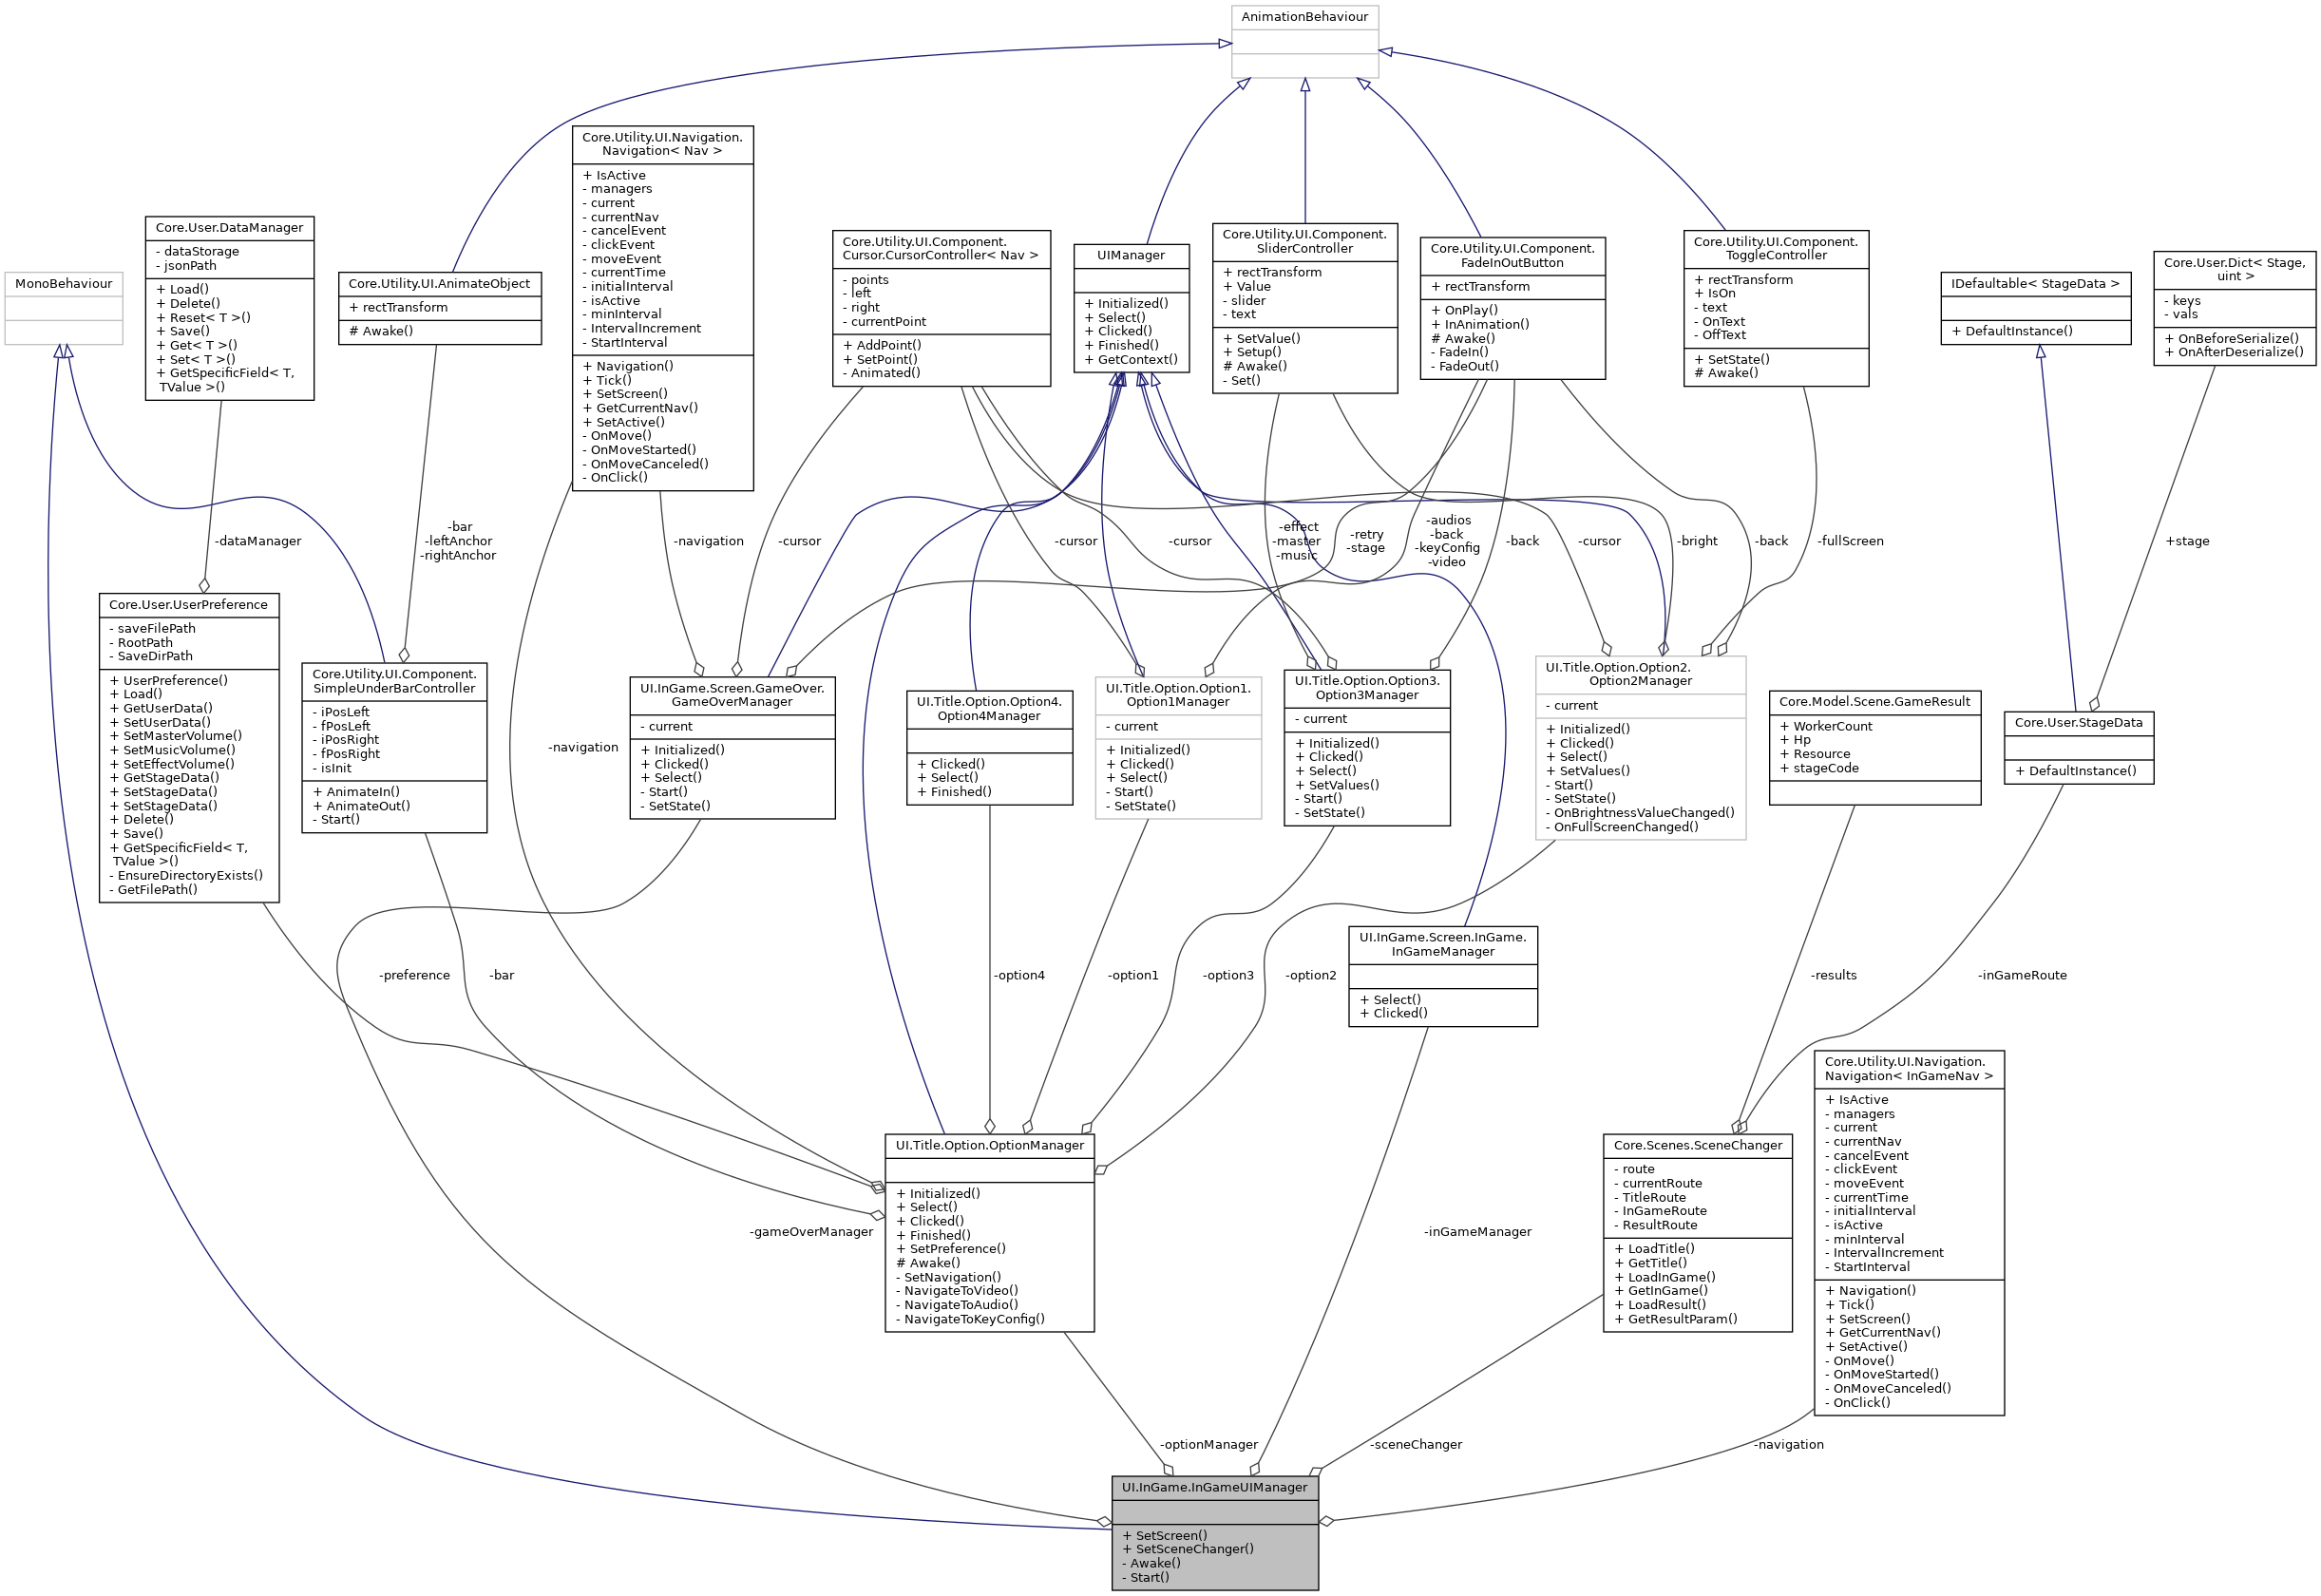 AnimationBehaviour
Core.Utility.UI.Navigation.
Navigation< Nav >
+ IsActive
- managers
- current
- currentNav
- cancelEvent
- clickEvent
- moveEvent
- currentTime
- initialInterval
- isActive
- minInterval
- IntervalIncrement
- StartInterval
+ Navigation()
+ Tick()
+ SetScreen()
+ GetCurrentNav()
+ SetActive()
- OnMove()
- OnMoveStarted()
- OnMoveCanceled()
- OnClick()
Core.User.DataManager
- dataStorage
- jsonPath
+ Load()
+ Delete()
+ Reset< T >()
+ Save()
+ Get< T >()
+ Set< T >()
+ GetSpecificField< T,
TValue >()
MonoBehaviour
Core.Utility.UI.AnimateObject
+ rectTransform
# Awake()
Core.Utility.UI.Component.
Cursor.CursorController< Nav >
- points
- left
- right
- currentPoint
+ AddPoint()
+ SetPoint()
- Animated()
UIManager
+ Initialized()
+ Select()
+ Clicked()
+ Finished()
+ GetContext()
Core.Utility.UI.Component.
SliderController
+ rectTransform
+ Value
- slider
- text
+ SetValue()
+ Setup()
# Awake()
- Set()
Core.Utility.UI.Component.
FadeInOutButton
+ rectTransform
+ OnPlay()
+ InAnimation()
# Awake()
- FadeIn()
- FadeOut()
Core.Utility.UI.Component.
ToggleController
+ rectTransform
+ IsOn
- text
- OnText
- OffText
+ SetState()
# Awake()
IDefaultable< StageData >
+ DefaultInstance()
Core.User.Dict< Stage,
uint >
- keys
- vals
+ OnBeforeSerialize()
+ OnAfterDeserialize()
-dataManager
-bar
-leftAnchor
-rightAnchor
-navigation
-cursor
-cursor
-cursor
-effect
-master
-music
-retry
-stage
-audios
-back
-keyConfig
-video
-back
-cursor
-bright
-back
-fullScreen
+stage
Core.User.UserPreference
- saveFilePath
- RootPath
- SaveDirPath
+ UserPreference()
+ Load()
+ GetUserData()
+ SetUserData()
+ SetMasterVolume()
+ SetMusicVolume()
+ SetEffectVolume()
+ GetStageData()
+ SetStageData()
+ SetStageData()
+ Delete()
+ Save()
+ GetSpecificField< T,
TValue >()
- EnsureDirectoryExists()
- GetFilePath()
Core.Utility.UI.Component.
SimpleUnderBarController
- iPosLeft
- fPosLeft
- iPosRight
- fPosRight
- isInit
+ AnimateIn()
+ AnimateOut()
- Start()
-navigation
UI.InGame.Screen.GameOver.
GameOverManager
- current
+ Initialized()
+ Clicked()
+ Select()
- Start()
- SetState()
UI.Title.Option.Option4.
Option4Manager
+ Clicked()
+ Select()
+ Finished()
UI.Title.Option.Option1.
Option1Manager
- current
+ Initialized()
+ Clicked()
+ Select()
- Start()
- SetState()
UI.Title.Option.Option3.
Option3Manager
- current
+ Initialized()
+ Clicked()
+ Select()
+ SetValues()
- Start()
- SetState()
UI.Title.Option.Option2.
Option2Manager
- current
+ Initialized()
+ Clicked()
+ Select()
+ SetValues()
- Start()
- SetState()
- OnBrightnessValueChanged()
- OnFullScreenChanged()
Core.Model.Scene.GameResult
+ WorkerCount
+ Hp
+ Resource
+ stageCode
Core.User.StageData
+ DefaultInstance()
-preference
-bar
-option4
-option1
-option3
-option2
UI.InGame.Screen.InGame.
InGameManager
+ Select()
+ Clicked()
-results
-inGameRoute
UI.Title.Option.OptionManager
+ Initialized()
+ Select()
+ Clicked()
+ Finished()
+ SetPreference()
# Awake()
- SetNavigation()
- NavigateToVideo()
- NavigateToAudio()
- NavigateToKeyConfig()
Core.Scenes.SceneChanger
- route
- currentRoute
- TitleRoute
- InGameRoute
- ResultRoute
+ LoadTitle()
+ GetTitle()
+ LoadInGame()
+ GetInGame()
+ LoadResult()
+ GetResultParam()
Core.Utility.UI.Navigation.
Navigation< InGameNav >
+ IsActive
- managers
- current
- currentNav
- cancelEvent
- clickEvent
- moveEvent
- currentTime
- initialInterval
- isActive
- minInterval
- IntervalIncrement
- StartInterval
+ Navigation()
+ Tick()
+ SetScreen()
+ GetCurrentNav()
+ SetActive()
- OnMove()
- OnMoveStarted()
- OnMoveCanceled()
- OnClick()
-gameOverManager
-inGameManager
-optionManager
-sceneChanger
-navigation
UI.InGame.InGameUIManager
+ SetScreen()
+ SetSceneChanger()
- Awake()
- Start()